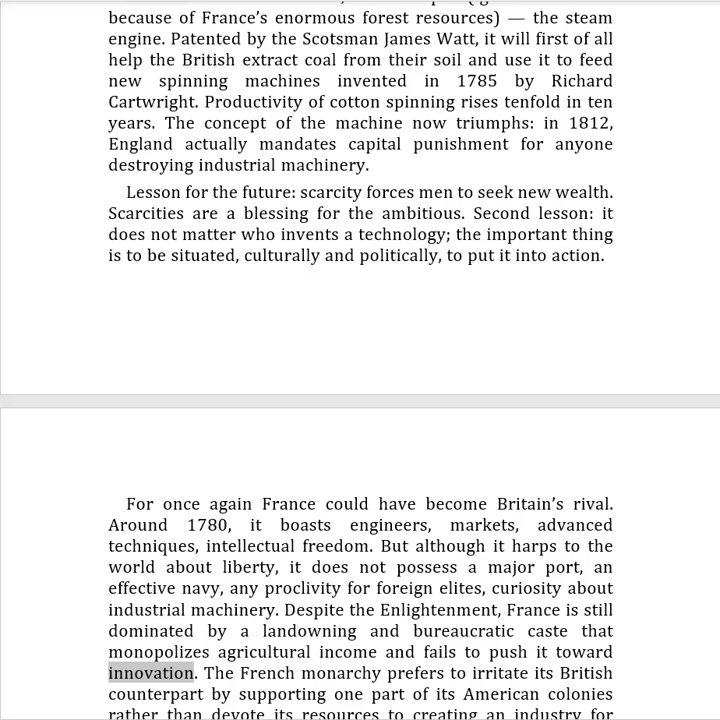 because of France’s enormous forest resources) — the steam
engine. Patented by the Scotsman James Watt, it will first of all
help the British extract coal from their soil and use it to feed
new spinning machines invented in 1785 by Richard
Cartwright. Productivity of cotton spinning rises tenfold in ten
years. The concept of the machine now triumphs: in 1812,
England actually mandates capital punishment for anyone
destroying industrial machinery.
Lesson for the future: scarcity forces men to seek new wealth.
Scarcities are a blessing for the ambitious. Second lesson: it
does not matter who invents a technology; the important thing
is to be situated, culturally and politically, to put it into action.
For once again France could have become Britain’s rival.
Around 1780, it boasts engineers, markets, advanced
techniques, intellectual freedom. But although it harps to the
world about liberty, it does not possess a major port, an
effective navy, any proclivity for foreign elites, curiosity about
industrial machinery. Despite the Enlightenment, France is still
dominated by a landowning and bureaucratic caste that
monopolizes agricultural income and fails to push it toward
innovation. The French monarchy prefers to irritate its British
counterpart by supporting one part of its American colonies
rather than devote its resources to creating an industry for